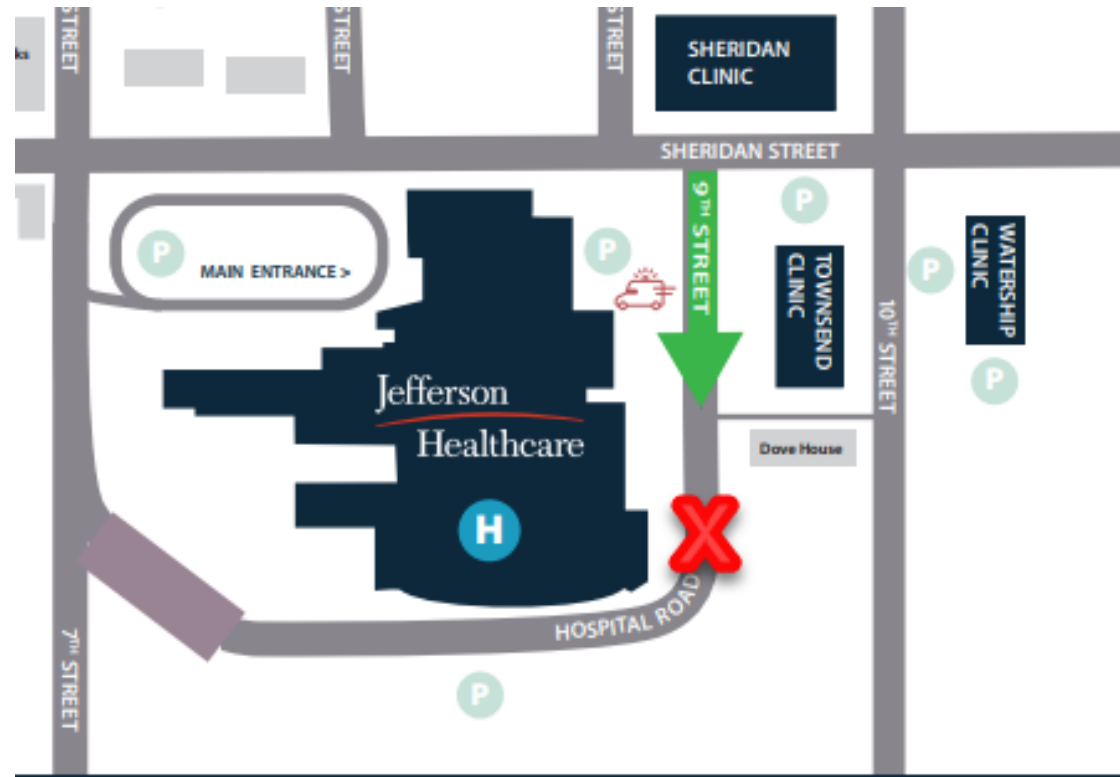 STREET
STREET
STREET
ks
SHERIDAN
CLINIC
SHERIDAN STREET
P
MAIN ENTRANCE >
P
9TH STREET
P
TOWNSEND
CLINIC
P
WATERSHIP
CLINIC
P
10TH STREET
Jefferson
Healthcare
Dove House
H
X
HOSPITAL ROAD
7TH STREET
P